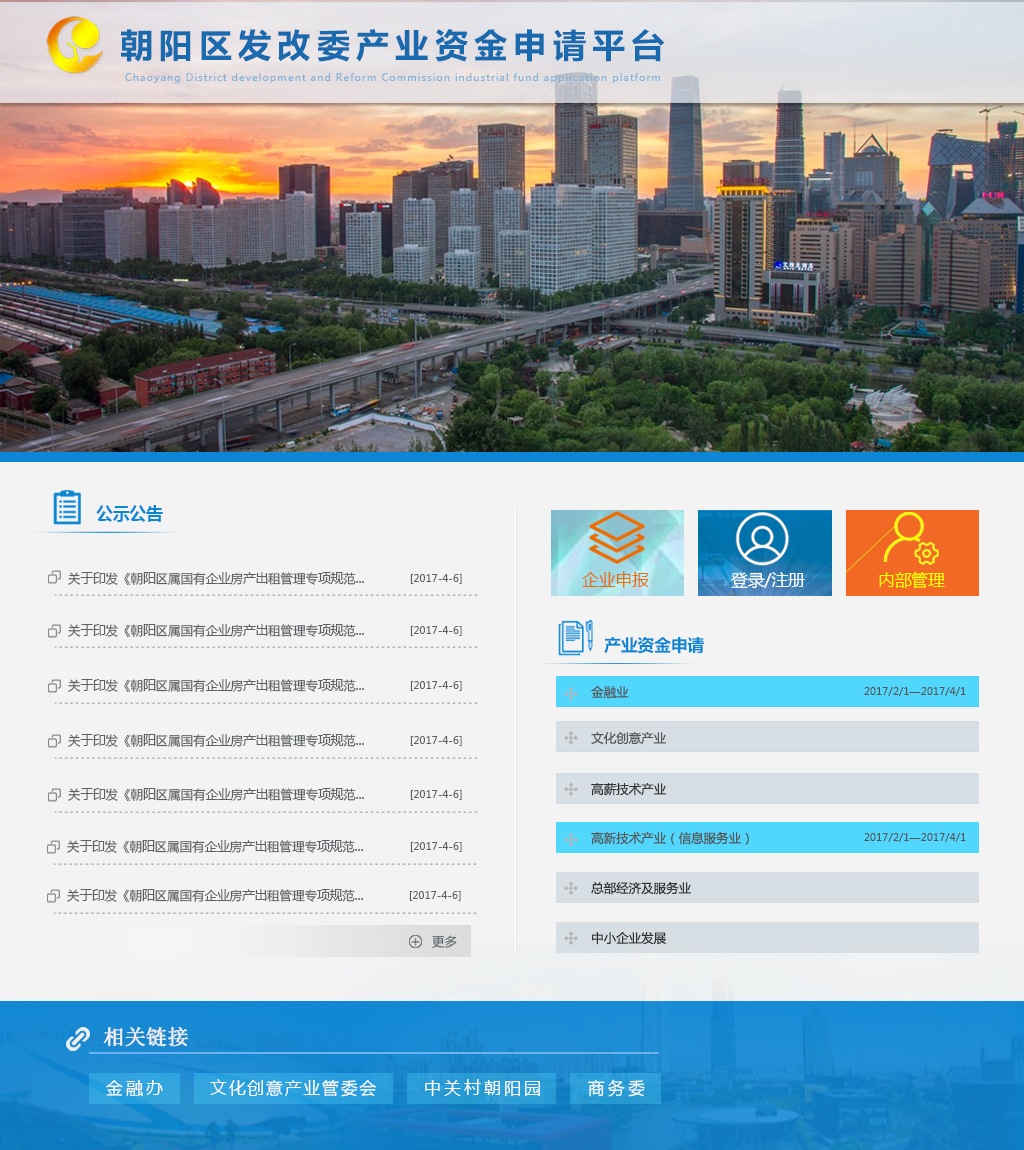 朝阳区发改委产业资金申请平台
Chaoyang District development and Reform Commission industrial fund application platform
公示公告
关于印发《朝阳区属国有企业房产出租管理专项规范... [2017-4-6]
关于印发《朝阳区属国有企业房产出租管理专项规范... [2017-4-6]
关于印发《朝阳区属国有企业房产出租管理专项规范... [2017-4-6]
关于印发《朝阳区属国有企业房产出租管理专项规范... [2017-4-6]
关于印发《朝阳区属国有企业房产出租管理专项规范... [2017-4-6]
关于印发《朝阳区属国有企业房产出租管理专项规范... [2017-4-6]
关于印发《朝阳区属国有企业房产出租管理专项规范... [2017-4-6]
更多
企业申报 登录/注册 内部管理
产业资金申请
金融业 2017/2/1—2017/4/1
文化创意产业
高薪技术产业
高新技术产业（信息服务业） 2017/2/1—2017/4/1
总部经济及服务业
中小企业发展
相关链接
金融办 文化创意产业管委会 中关村朝阳园 商务委